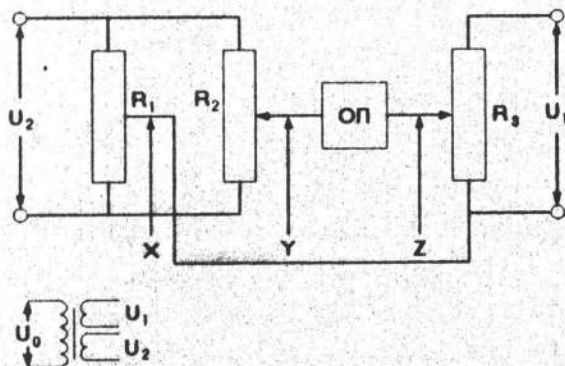 U₂
R₁
R₂
ОП
R₃
U₁
X
Y
Z
U₀
U₁
U₂